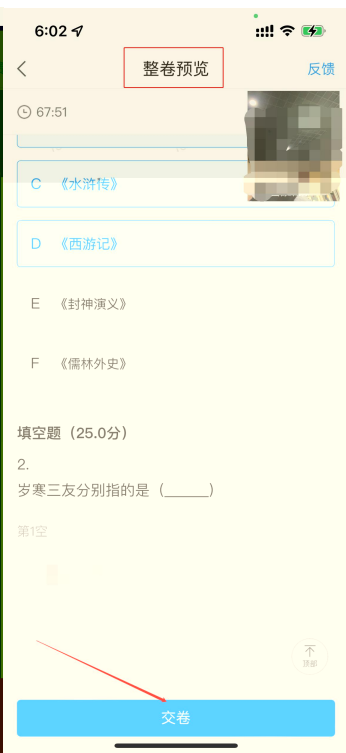 6:02
整卷预览
反馈
67:51
C 《水浒传》
D 《西游记》
E 《封神演义》
F 《儒林外史》
填空题（25.0分）
2.
岁寒三友分别指的是（_____）
第1空
顶部
交卷